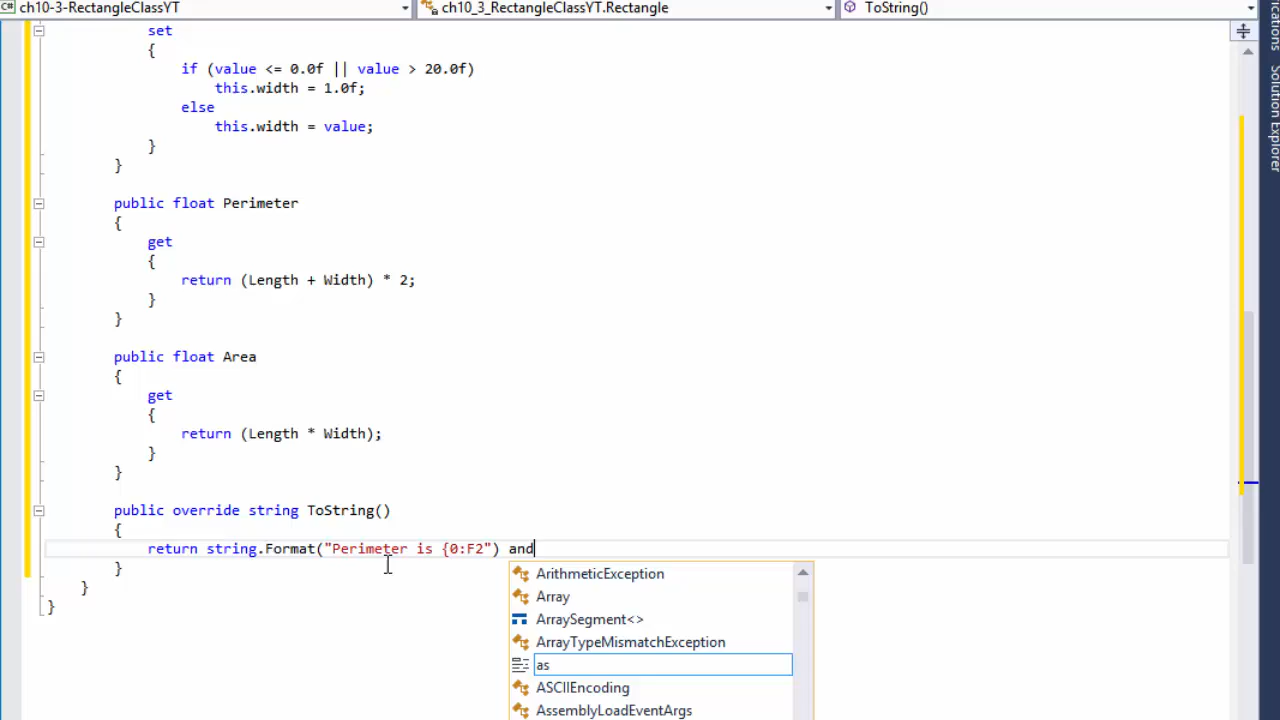 ch10-3-RectangleClassYT
ch10_3_RectangleClassYT.Rectangle
ToString()
set
{
if (value <= 0.0f || value > 20.0f)
this.width = 1.0f;
else
this.width = value;
}
}
public float Perimeter
{
get
{
return (Length + Width) * 2;
}
}
public float Area
{
get
{
return (Length * Width);
}
}
public override string ToString()
{
return string.Format("Perimeter is {0:F2") and
}
}
}
ArithmeticException
Array
ArraySegment<>
ArrayTypeMismatchException
as
ASCIIEncoding
AssemblyLoadEventArgs
ications
Solution Explorer